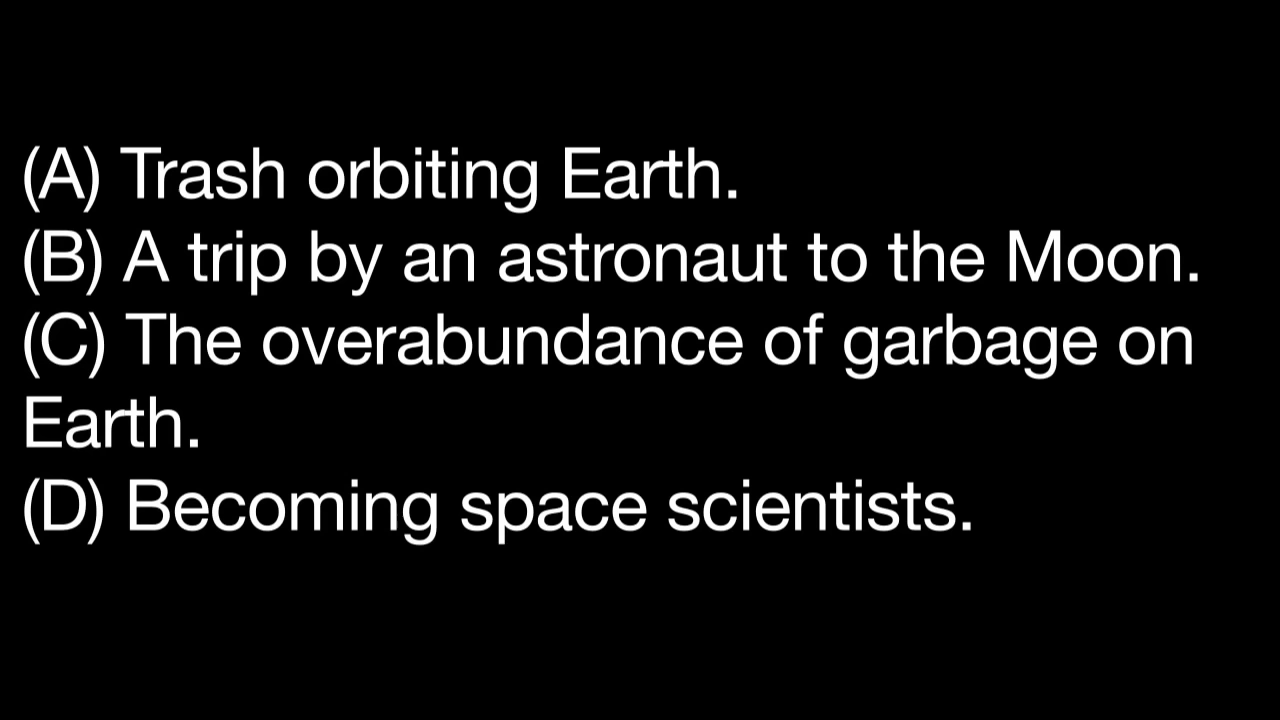 (A) Trash orbiting Earth.
(B) A trip by an astronaut to the Moon.
(C) The overabundance of garbage on
Earth.
(D) Becoming space scientists.